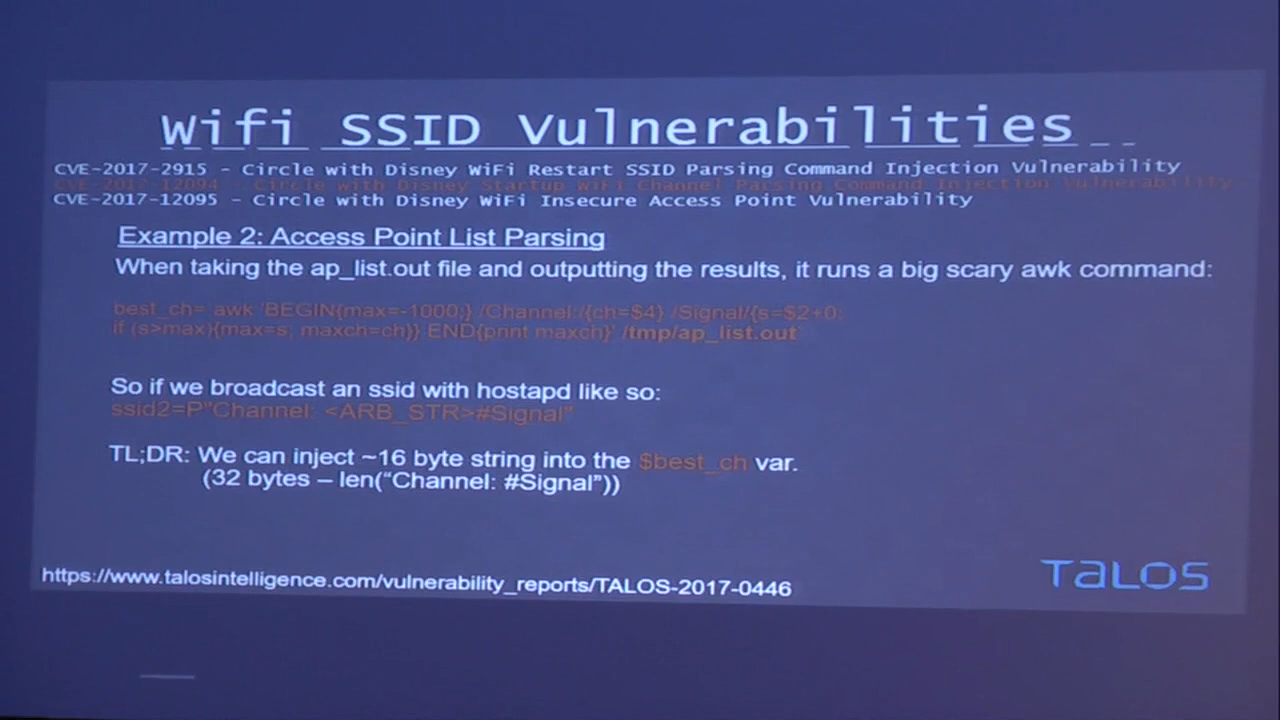 Wifi SSID Vulnerabilities__
CVE-2017-2915 - Circle with Disney WiFi Restart SSID Parsing Command Injection Vulnerability
CVE-2017-12094 - Circle with Disney Startup WiFi Channel Parsing Command Injection Vulnerability
CVE-2017-12095 - Circle with Disney WiFi Insecure Access Point Vulnerability
Example 2: Access Point List Parsing
When taking the ap_list.out file and outputting the results, it runs a big scary awk command:
best_ch=`awk 'BEGIN{max=-1000;} /Channel:/{ch=$4} /Signal/{s=$2+0;
if (s>max){max=s; maxch=ch}} END{print maxch}' /tmp/ap_list.out`
So if we broadcast an ssid with hostapd like so:
ssid2=P"Channel: <ARB_STR>#Signal"
TL;DR: We can inject ~16 byte string into the $best_ch var.
(32 bytes – len(“Channel: #Signal”))
https://www.talosintelligence.com/vulnerability_reports/TALOS-2017-0446
TALOS